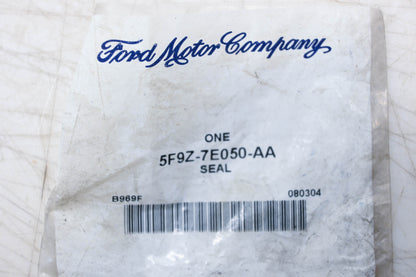 Ford Motor Company
ONE
5F9Z-7E050-AA
SEAL
B969F 080304